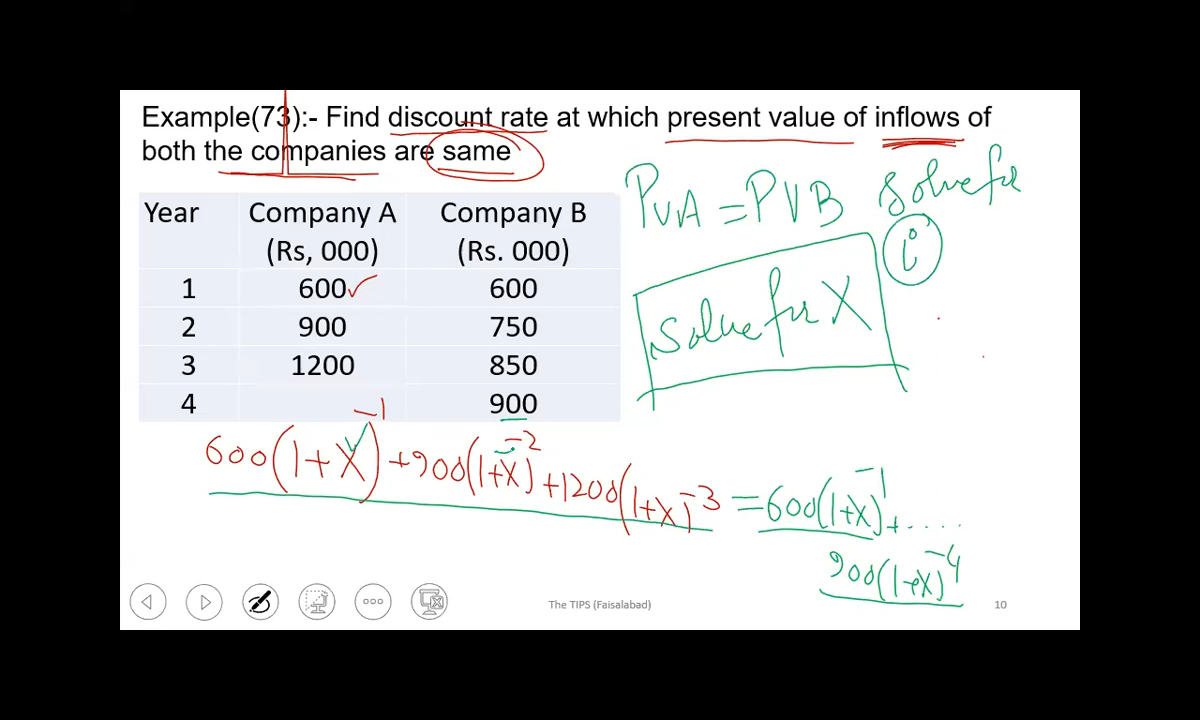 Example(73):- Find discount rate at which present value of inflows of
both the companies are same
PVA = PVB solve for
i
Year Company A Company B
(Rs, 000) (Rs. 000)
1 600 600
2 900 750
3 1200 850
4 900
Solve for X
600(1+X)⁻¹ +900(1+X)⁻² +1200(1+X)⁻³ = 600(1+X)⁻¹ + .....
900(1+X)⁻⁴
The TIPS (Faisalabad) 10